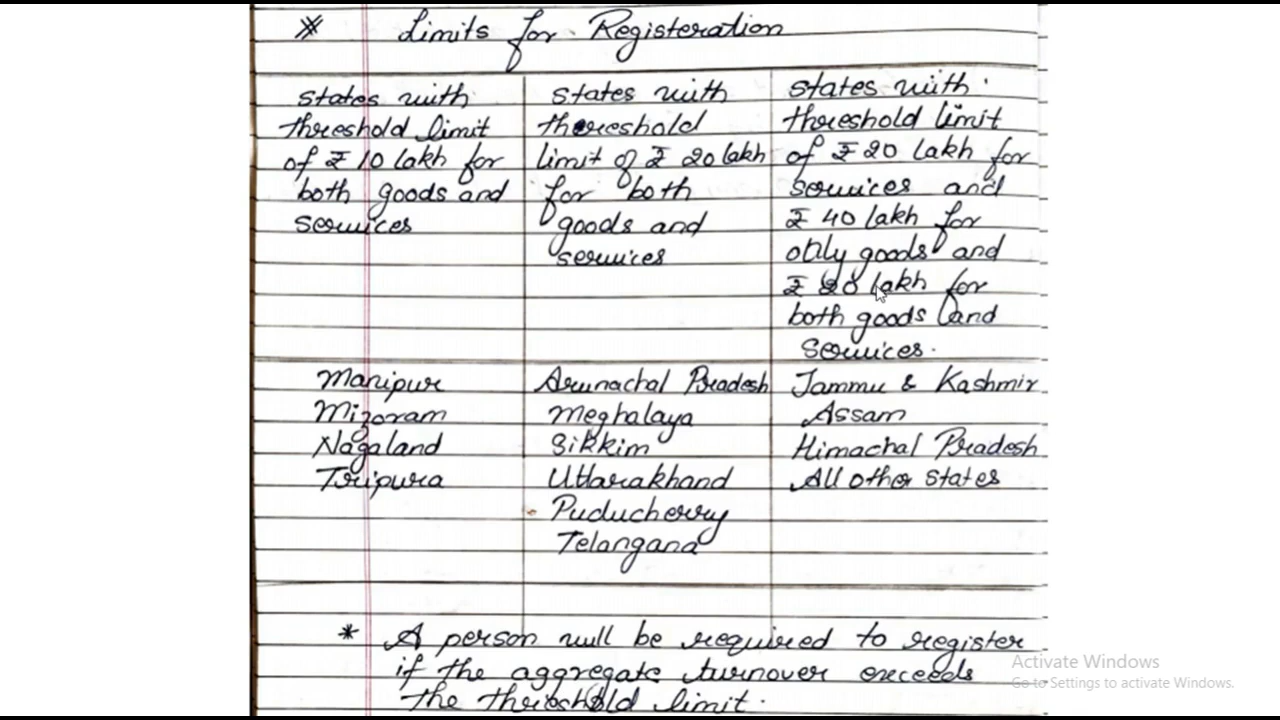 * Limits for Registeration
states with
threshold limit
of ₹ 10 lakh for
both goods and
services
states with
threshold
limit of ₹ 20 lakh
for both
goods and
services
states with
threshold limit
of ₹ 20 lakh for
services and
₹ 40 lakh for
only goods and
₹ 20 lakh for
both goods and
services.
Manipur
Mizoram
Nagaland
Tripura
Arunachal Pradesh
Meghalaya
Sikkim
Uttarakhand
Puducherry
Telangana
Jammu & Kashmir
Assam
Himachal Pradesh
All other states
* A person will be required to register
if the aggregate turnover exceeds
the threshold limit.
Activate Windows
Go to Settings to activate Windows.